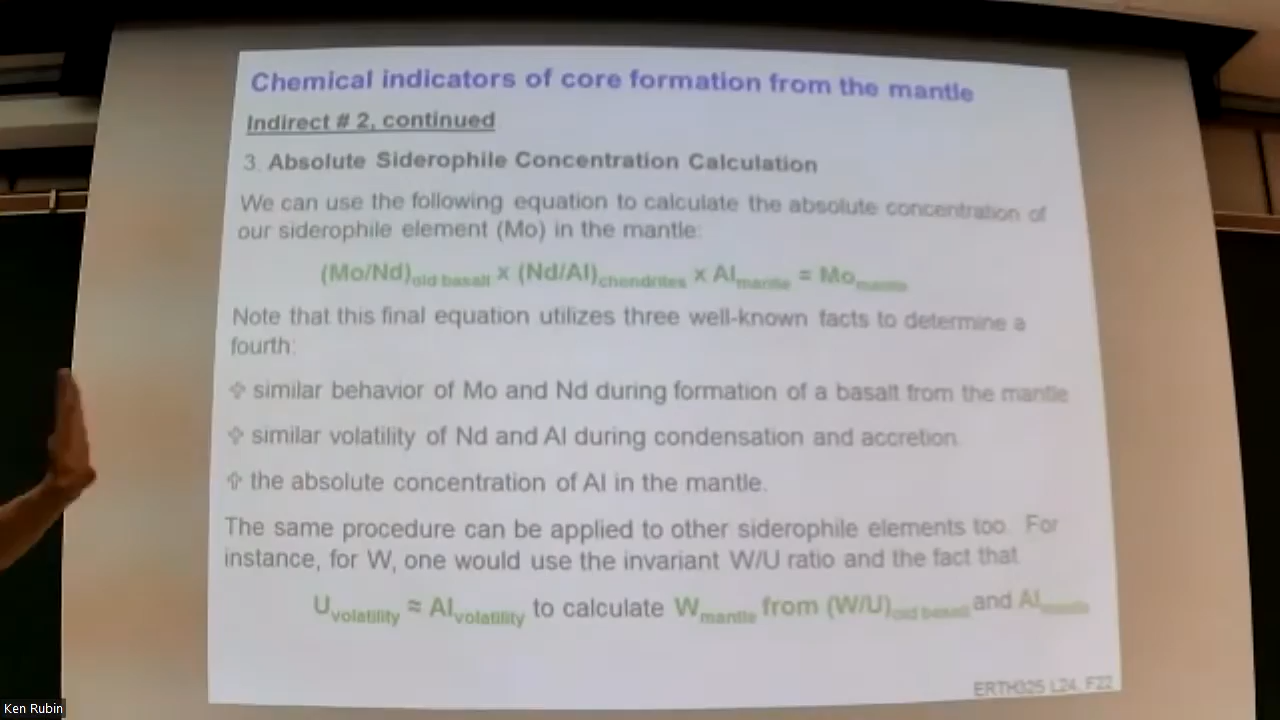 Chemical indicators of core formation from the mantle
Indirect # 2, continued
3. Absolute Siderophile Concentration Calculation
We can use the following equation to calculate the absolute concentration of
our siderophile element (Mo) in the mantle:
(Mo/Nd)old basalt x (Nd/Al)chondrites x Almantle = Momantle
Note that this final equation utilizes three well-known facts to determine a
fourth:
⇧ similar behavior of Mo and Nd during formation of a basalt from the mantle
⇧ similar volatility of Nd and Al during condensation and accretion.
⇧ the absolute concentration of Al in the mantle.
The same procedure can be applied to other siderophile elements too. For
instance, for W, one would use the invariant W/U ratio and the fact that
Uvolatility ≈ Alvolatility to calculate Wmantle from (W/U)old basalt and Almantle
ERTH325 L24, F22
Ken Rubin